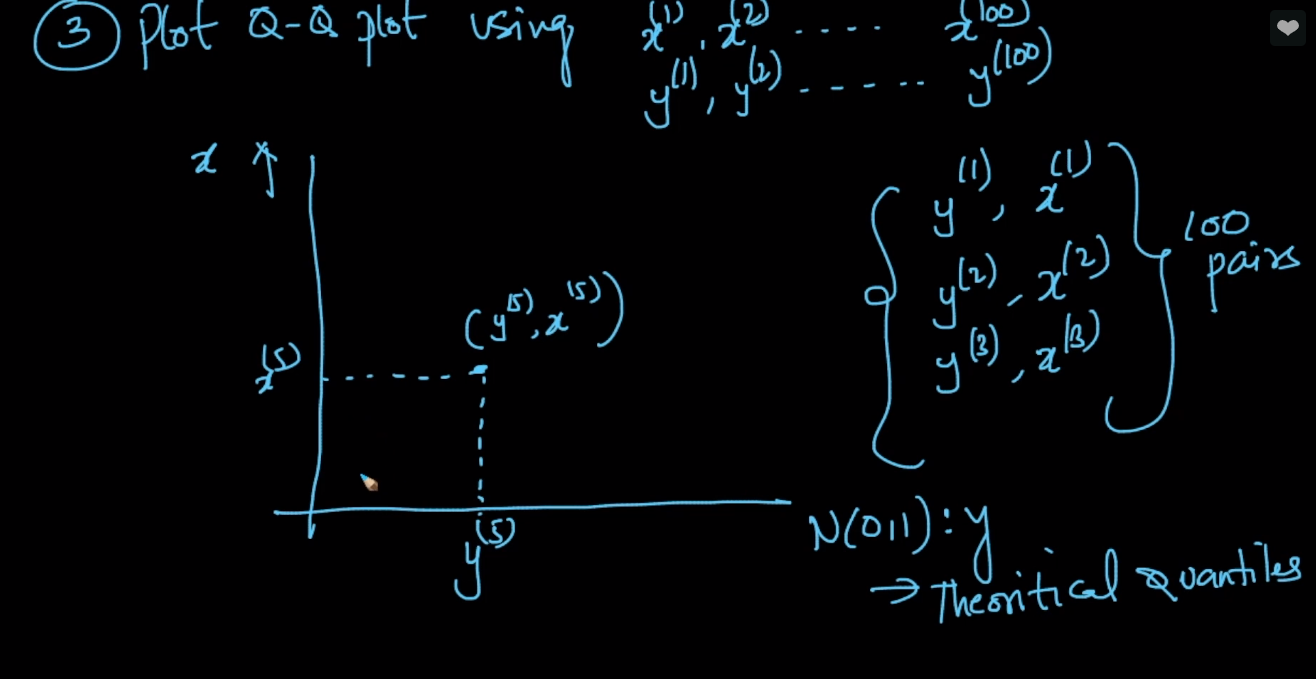 ③ Plot Q-Q plot using x⁽¹⁾, x⁽²⁾ .... x⁽¹⁰⁰⁾
y⁽¹⁾, y⁽²⁾ ...... y⁽¹⁰⁰⁾
x ↑
y⁽¹⁾, x⁽¹⁾
y⁽²⁾, x⁽²⁾
y⁽³⁾, x⁽³⁾
100
pairs
(y⁽⁵⁾, x⁽⁵⁾)
x⁽⁵⁾
y⁽⁵⁾
N(0,1): y
→ Theoritical Quantiles